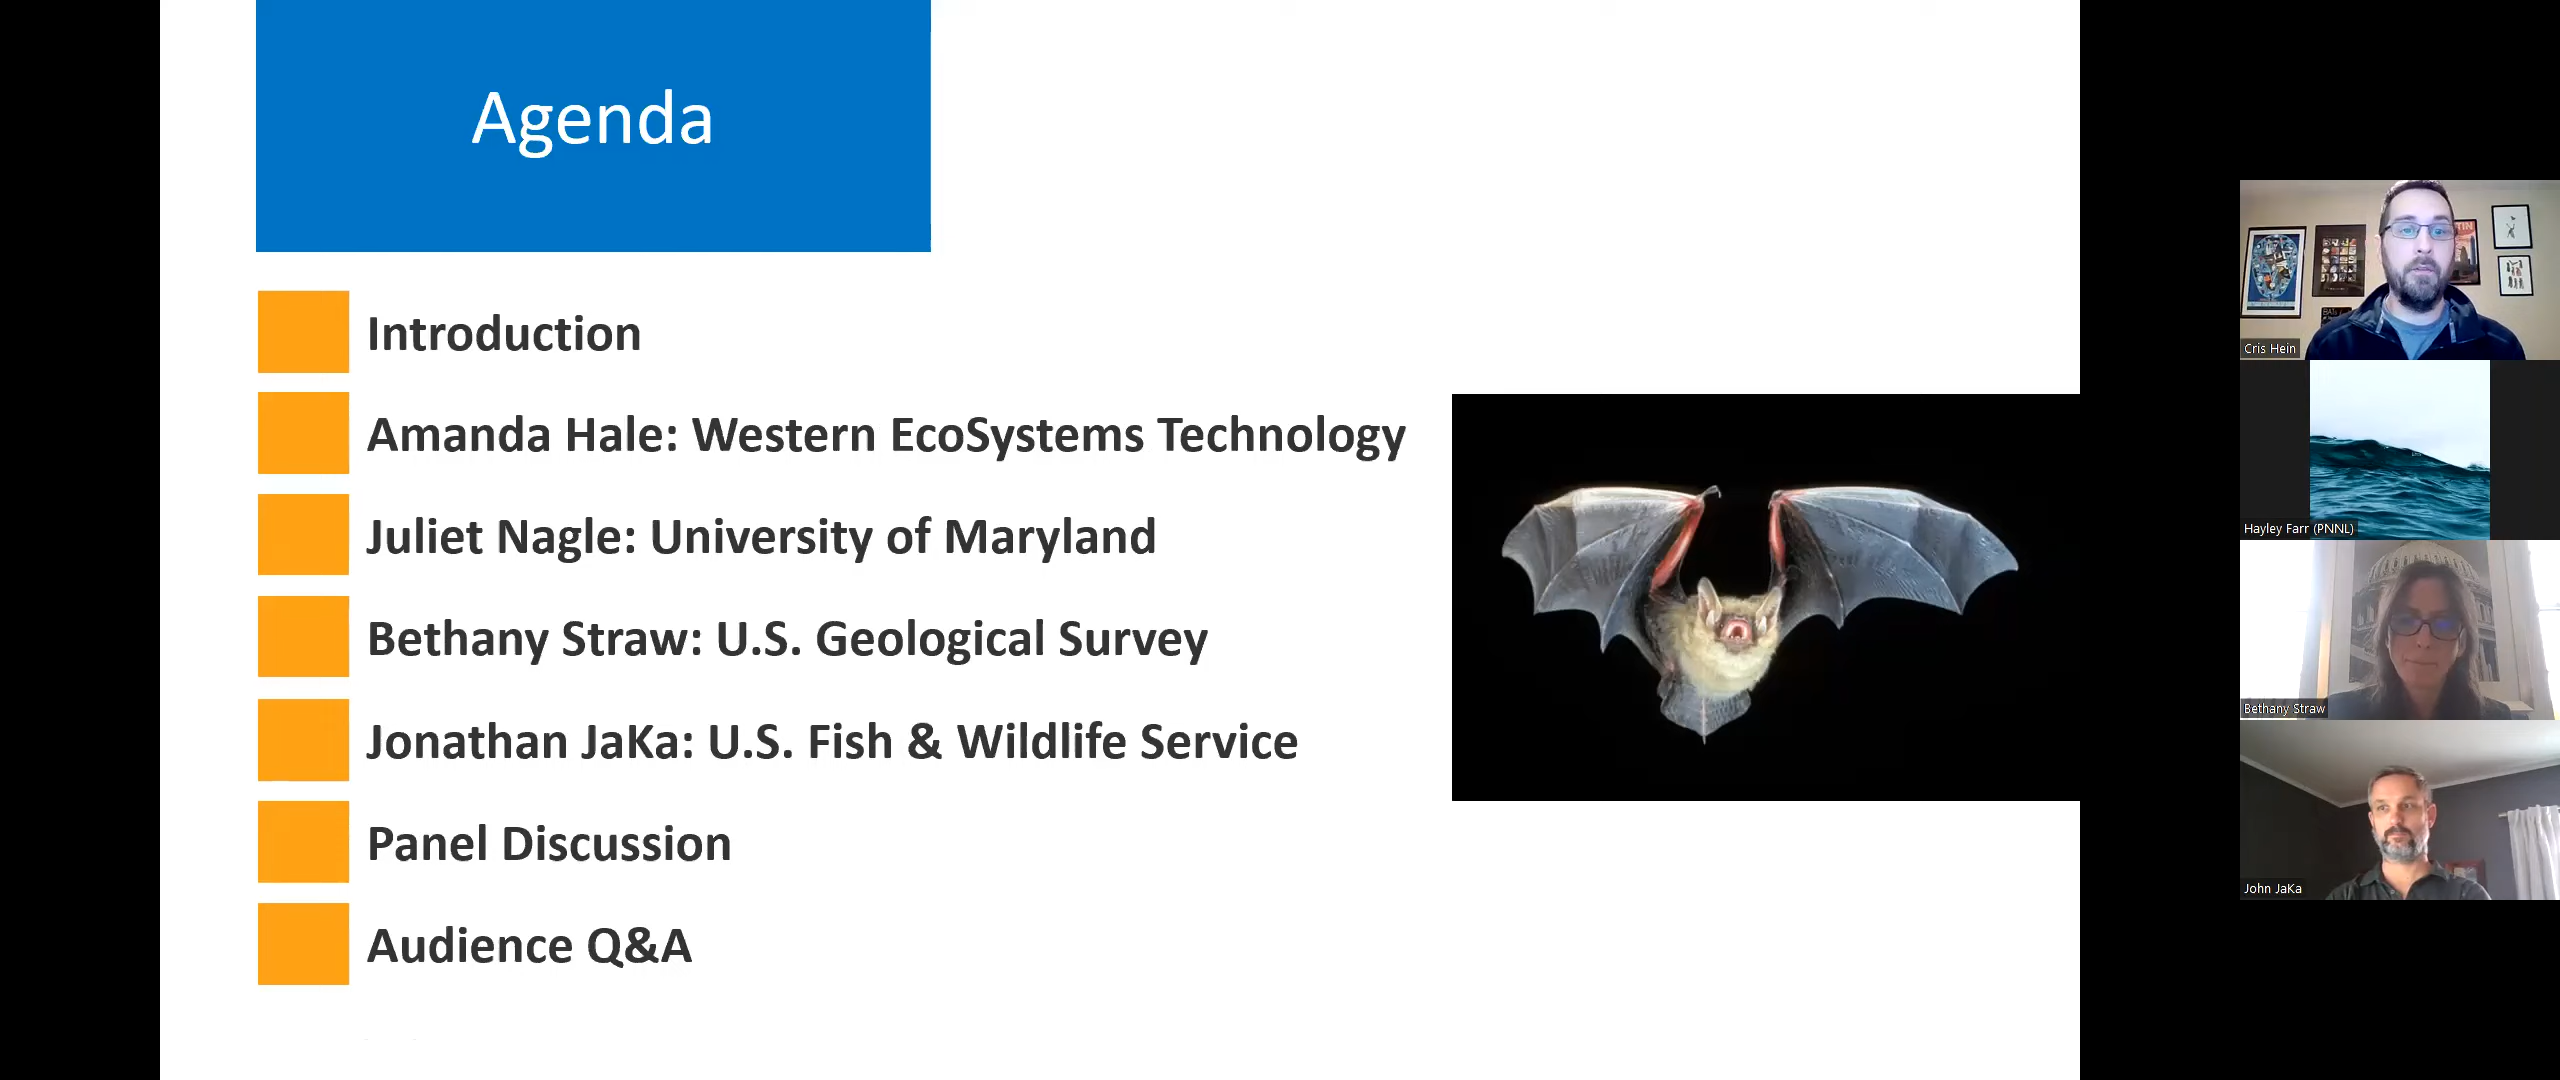 Agenda
Introduction
Amanda Hale: Western EcoSystems Technology
Juliet Nagle: University of Maryland
Bethany Straw: U.S. Geological Survey
Jonathan JaKa: U.S. Fish & Wildlife Service
Panel Discussion
Audience Q&A
Cris Hein
Hayley Farr (PNNL)
Bethany Straw
John JaKa